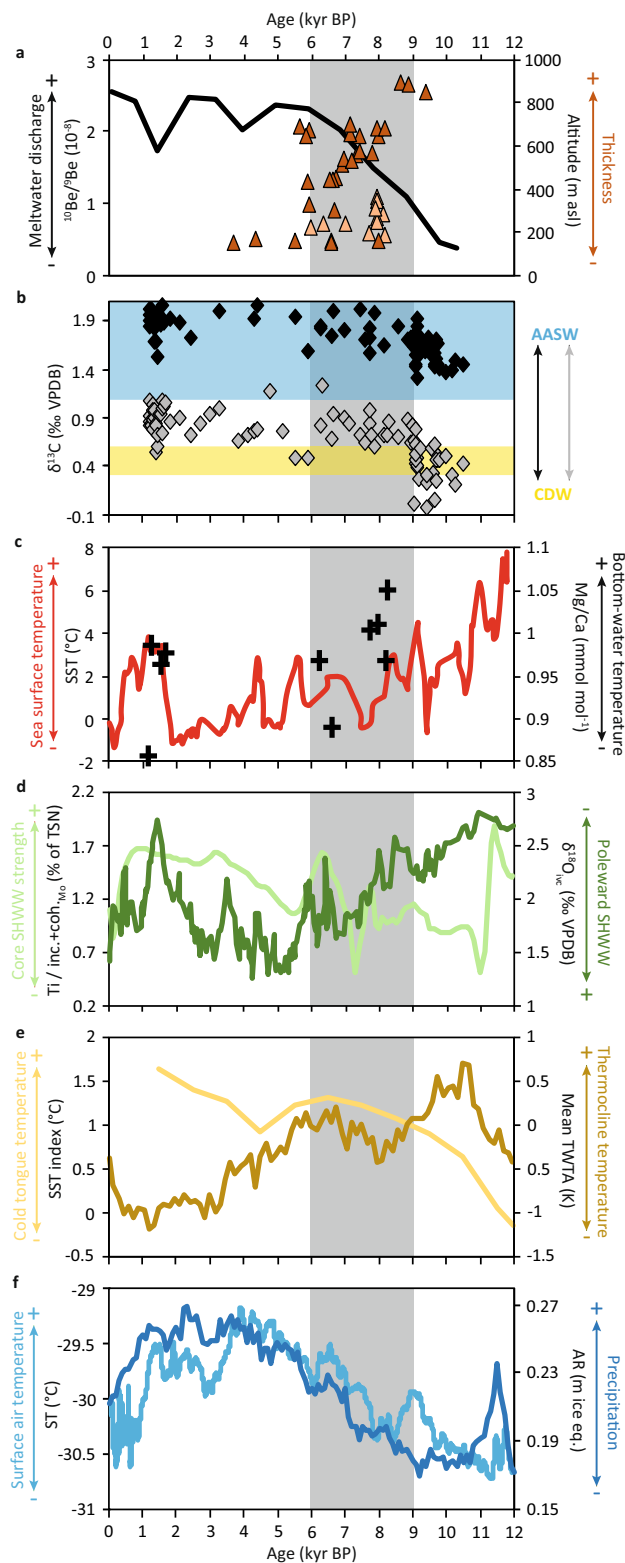 Age (kyr BP)
0 1 2 3 4 5 6 7 8 9 10 11 12
a
+
Meltwater discharge
-
¹⁰Be/⁹Be (10⁻⁸)
3
2
1
0
1000
800
600
400
200
0
Altitude (m asl)
+
Thickness
-
b
δ¹³C (‰ VPDB)
1.9
1.4
0.9
0.4
-0.1
AASW
CDW
c
+
Sea surface temperature
-
SST (°C)
8
6
4
2
0
-2
1.1
1.05
1
0.95
0.9
0.85
Mg/Ca (mmol mol⁻¹)
+
Bottom-water temperature
-
d
+
Core SHWW strength
-
Ti / inc.+coh.'Mo (% of TSN)
2.2
1.7
1.2
0.7
0.2
3
2.5
2
1.5
1
δ¹⁸O ivc (‰ VPDB)
-
Poleward SHWW
+
e
+
Cold tongue temperature
-
SST index (°C)
2
1.5
1
0.5
0
-0.5
1
0.5
0
-0.5
-1
-1.5
Mean TWTA (K)
+
Thermocline temperature
-
f
+
Surface air temperature
-
ST (°C)
-29
-29.5
-30
-30.5
-31
0.27
0.23
0.19
0.15
AR (m ice eq.)
+
Precipitation
-
0 1 2 3 4 5 6 7 8 9 10 11 12
Age (kyr BP)